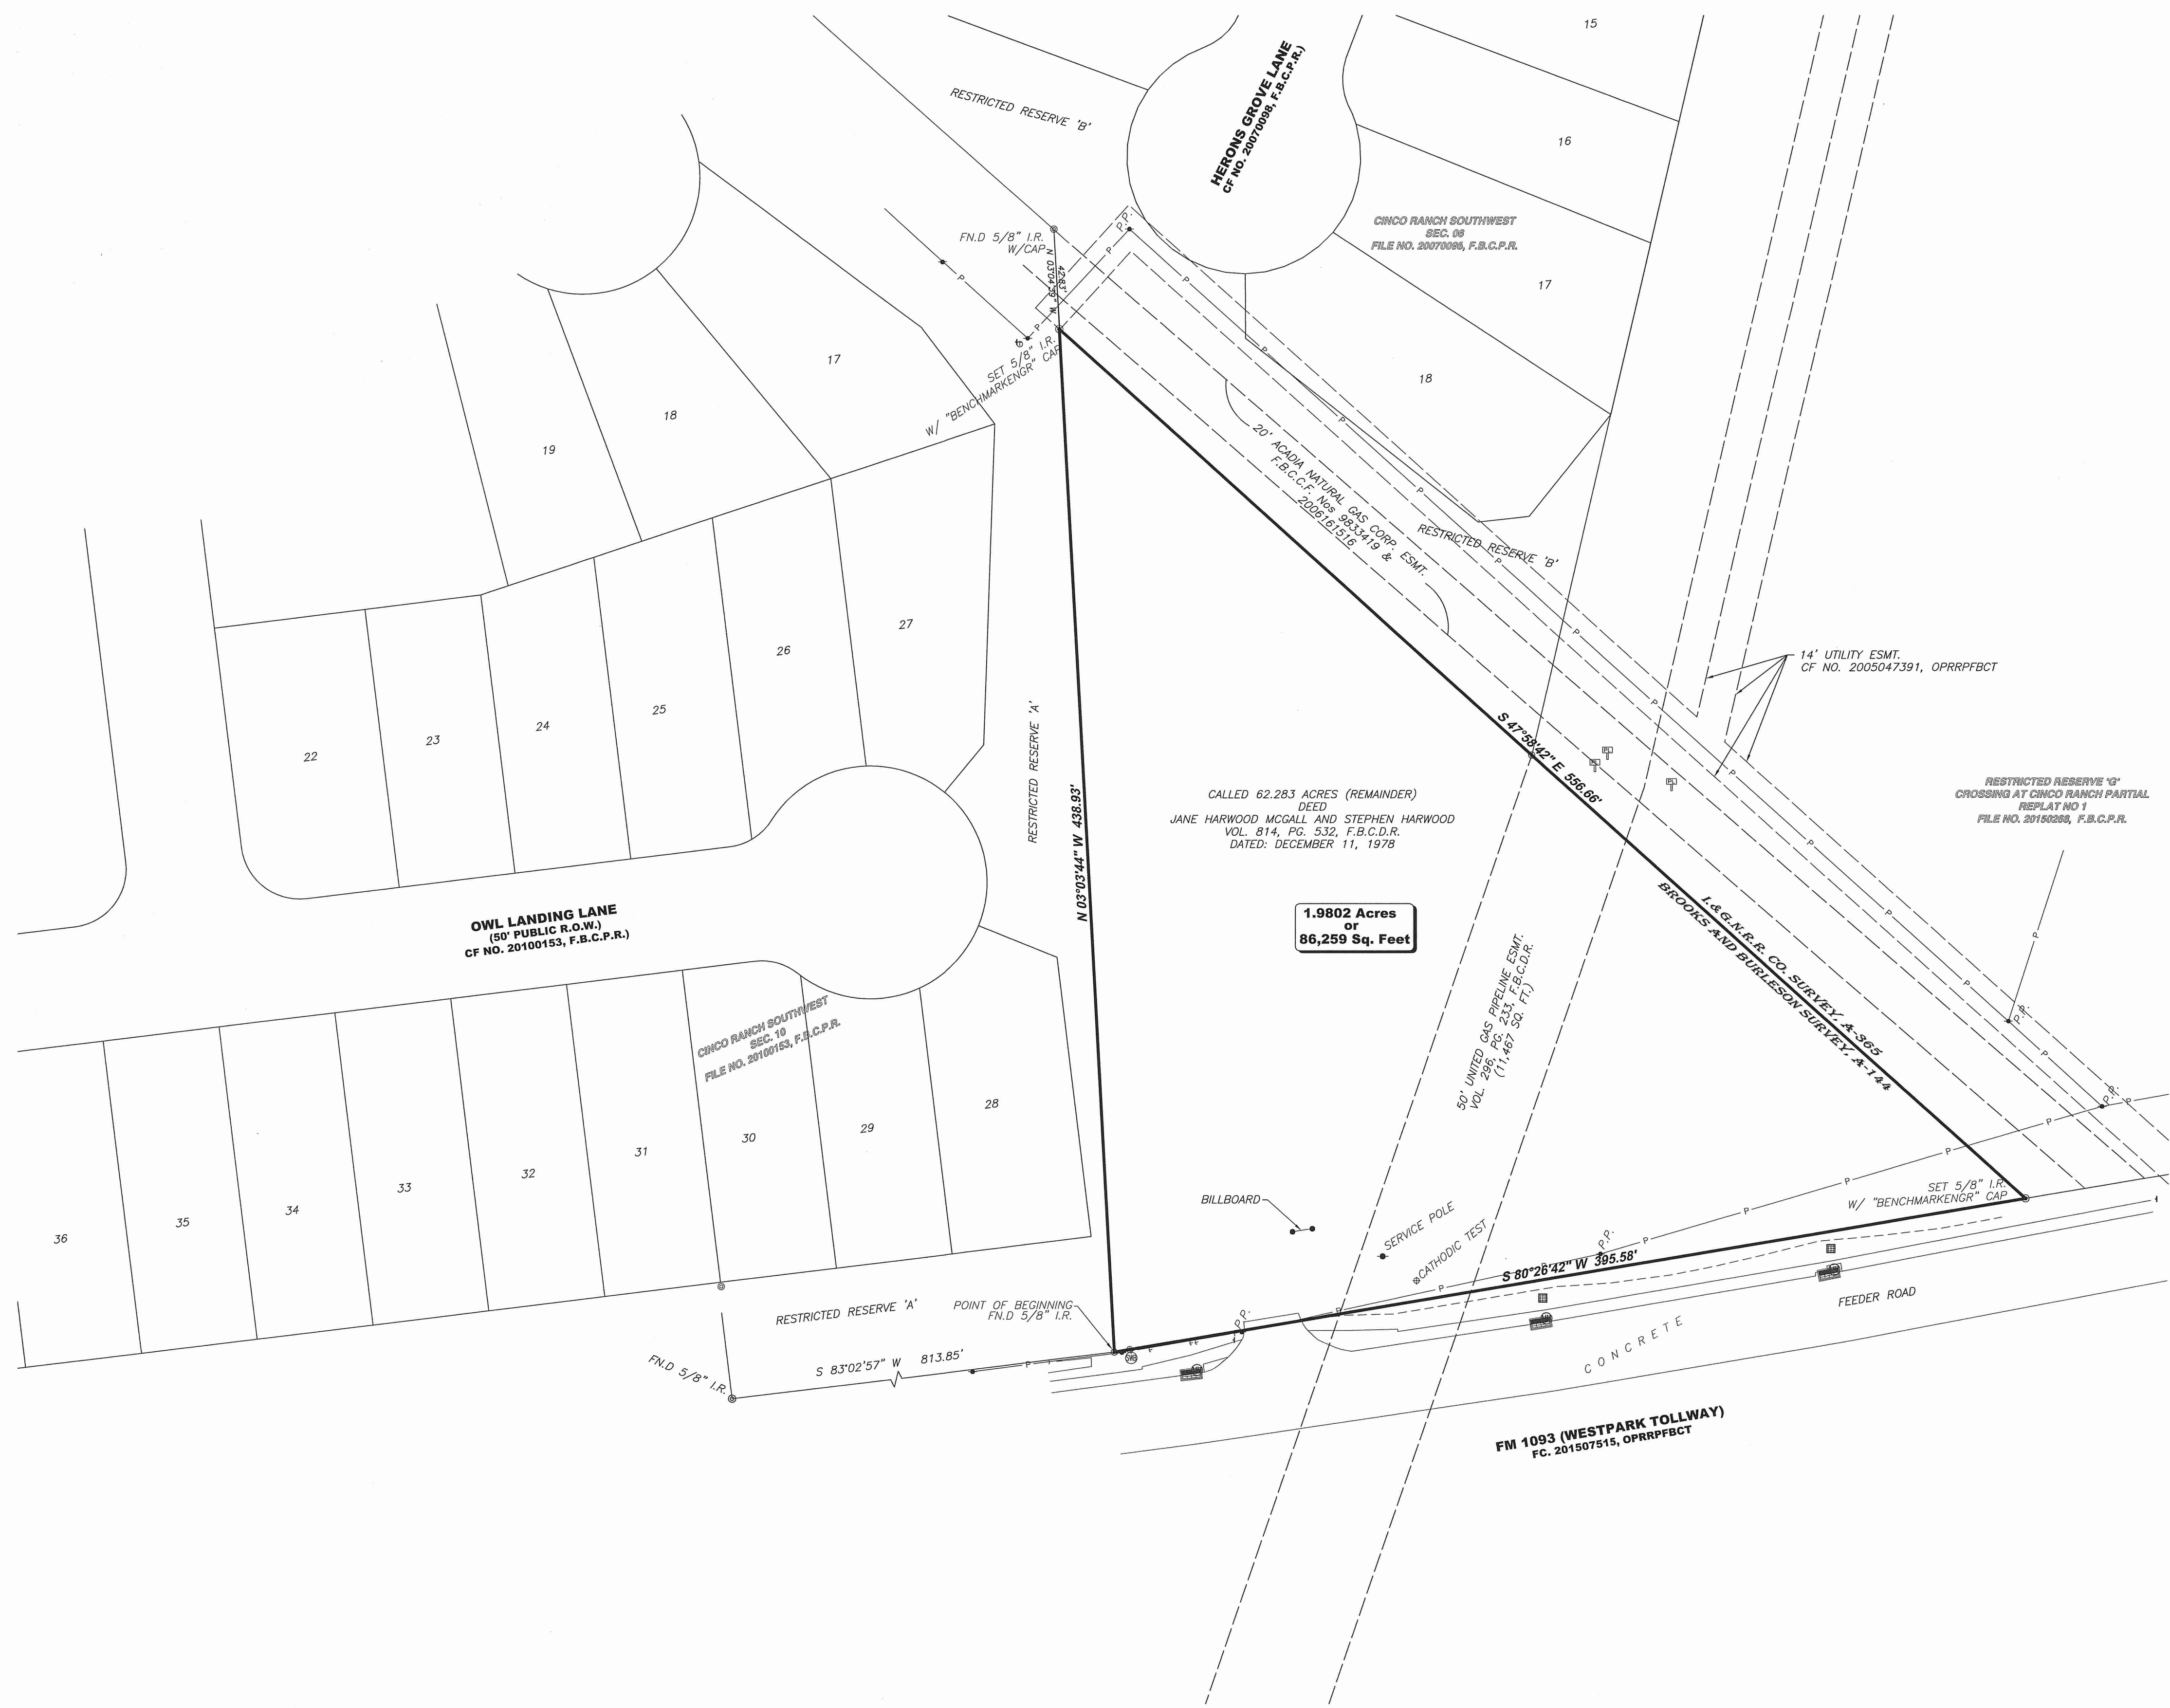 15
RESTRICTED RESERVE 'B'
HERONS GROVE LANE
CF NO. 20070098, F.B.C.P.R.)
16
CINCO RANCH SOUTHWEST
SEC. 06
FILE NO. 20070096, F.B.C.P.R.
17
18
FN.D 5/8" I.R.
W/CAP
N 03°04'19" W
42.83'
P.P.
SET 5/8" I.R.
W/ "BENCHMARKENGR" CAP
17
18
19
20' ACADIA NATURAL GAS CORP. ESMT.
F.B.C.C.F. Nos 9833419 &
2006161516
RESTRICTED RESERVE 'B'
27
26
25
24
23
22
RESTRICTED RESERVE 'A'
N 03°03'44" W 438.93'
S 47°58'42" E 556.66'
14' UTILITY ESMT.
CF NO. 2005047391, OPRRPFBCT
RESTRICTED RESERVE 'G'
CROSSING AT CINCO RANCH PARTIAL
REPLAT NO 1
FILE NO. 20150268, F.B.C.P.R.
CALLED 62.283 ACRES (REMAINDER)
DEED
JANE HARWOOD MCGALL AND STEPHEN HARWOOD
VOL. 814, PG. 532, F.B.C.D.R.
DATED: DECEMBER 11, 1978
1.9802 Acres
or
86,259 Sq. Feet
I.&G.N.R.R. CO. SURVEY, A-365
BROOKS AND BURLESON SURVEY, A-144
OWL LANDING LANE
(50' PUBLIC R.O.W.)
CF NO. 20100153, F.B.C.P.R.)
50' UNITED GAS PIPELINE ESMT.
VOL. 296, PG. 233, F.B.C.D.R.
(11,467 SQ. FT.)
CINCO RANCH SOUTHWEST
SEC. 10
FILE NO. 20100153, F.B.C.P.R.
P.P.
P.P.
28
29
30
31
32
33
34
35
36
BILLBOARD
SERVICE POLE
CATHODIC TEST
P.P.
SET 5/8" I.R.
W/ "BENCHMARKENGR" CAP
S 80°26'42" W 395.58'
RESTRICTED RESERVE 'A'
POINT OF BEGINNING
FN.D 5/8" I.R.
P.P.
FN.D 5/8" I.R.
S 83°02'57" W 813.85'
FEEDER ROAD
CONCRETE
FM 1093 (WESTPARK TOLLWAY)
FC. 201507515, OPRRPFBCT